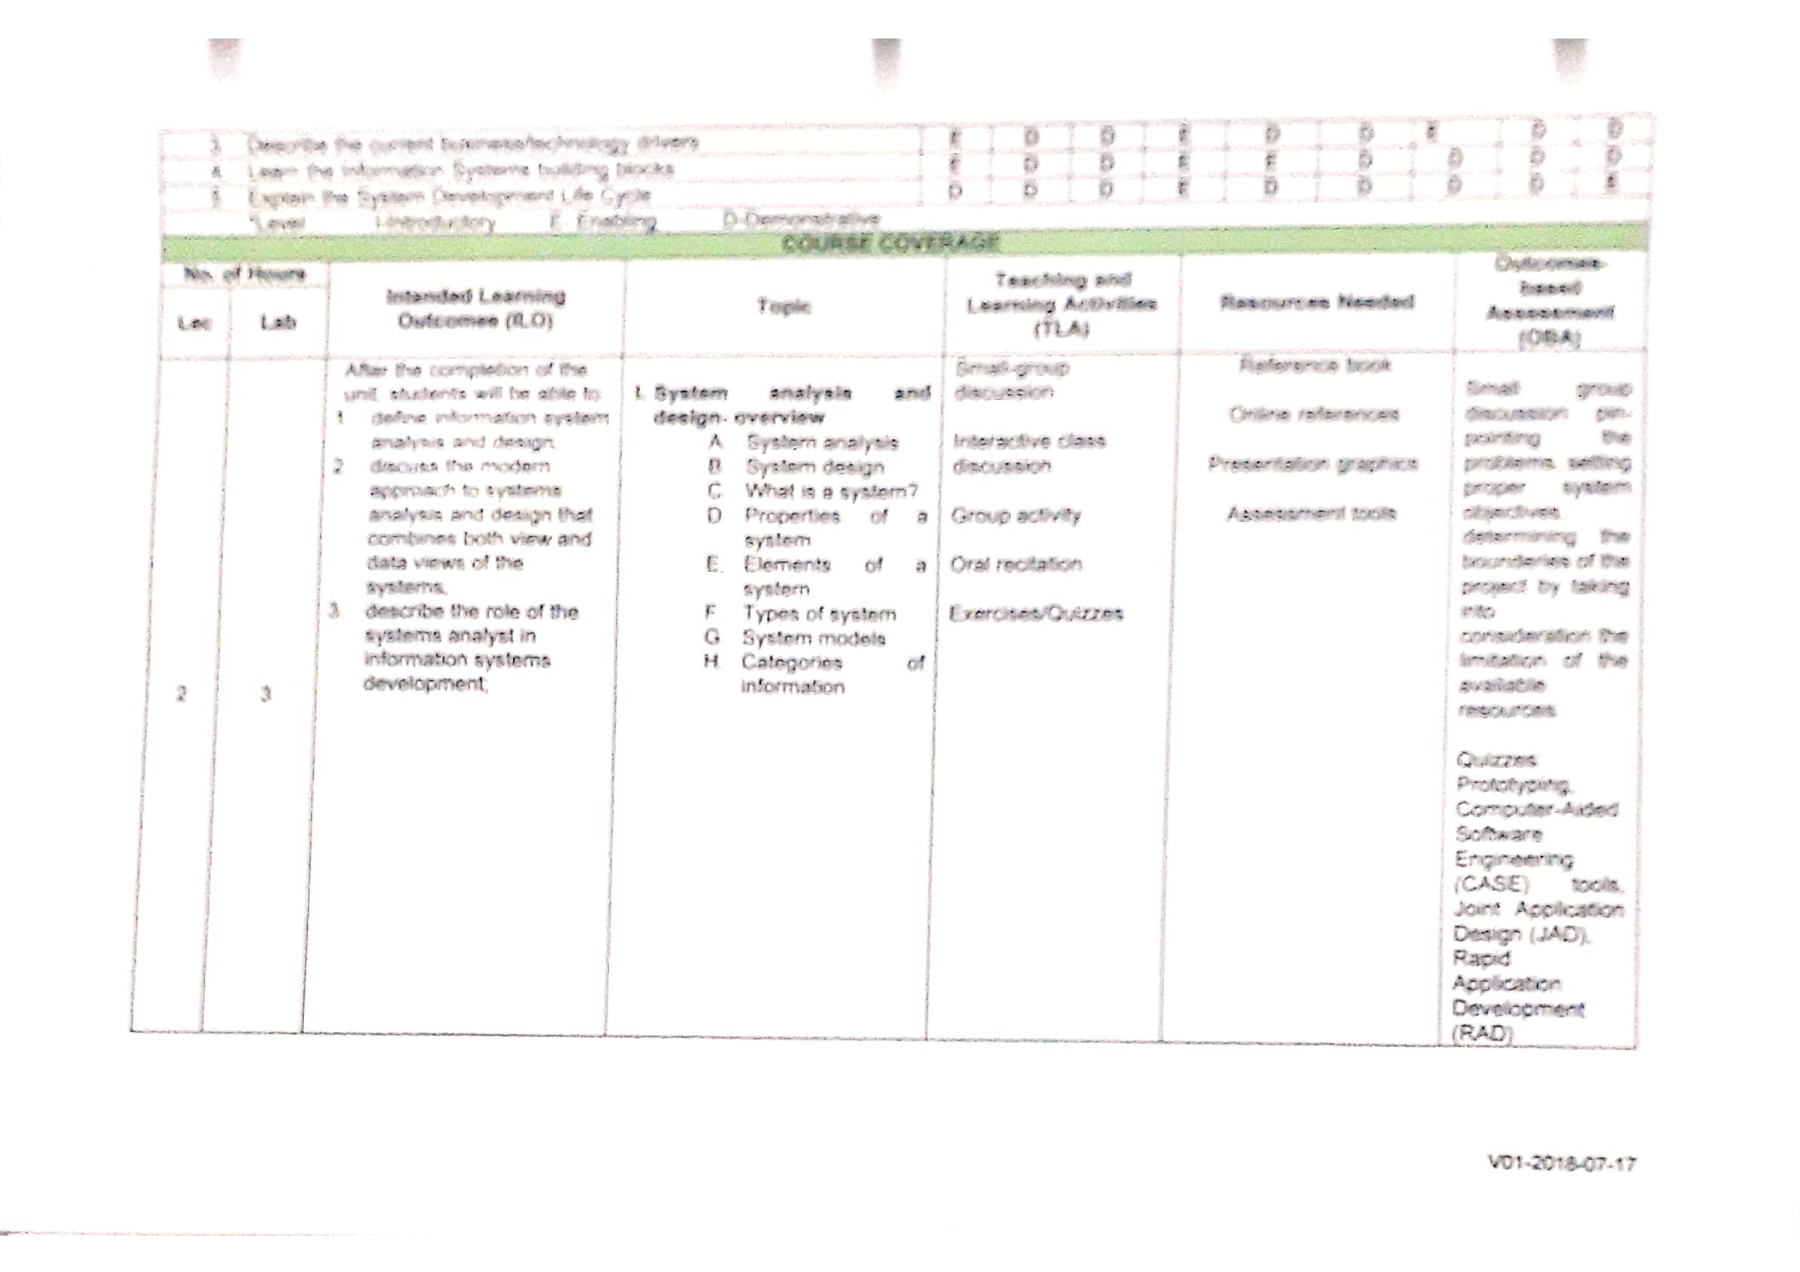 3. Describe the current business/technology drivers E D D E D D E D D
4. Learn the Information Systems building blocks E D D E E D D D D
5. Explain the System Development Life Cycle D D D E D D D D E
*Level I-Introductory E- Enabling D-Demonstrative
COURSE COVERAGE
No. of Hours
Lec
Lab
Intended Learning
Outcomes (ILO)
Topic
Teaching and
Learning Activities
(TLA)
Resources Needed
Outcomes-
based
Assessment
(OBA)
2
3
After the completion of the
unit, students will be able to:
1. define information system
analysis and design.
2. discuss the modern
approach to systems
analysis and design that
combines both view and
data views of the
systems.
3. describe the role of the
systems analyst in
information systems
development;
I. System analysis and
design- overview
A. System analysis
B. System design
C. What is a system?
D. Properties of a
system
E. Elements of a
system
F. Types of system
G. System models
H. Categories of
information
Small-group
discussion
Interactive class
discussion
Group activity
Oral recitation
Exercises/Quizzes
Reference book
Online references
Presentation graphics
Assessment tools
Small group
discussion pin-
pointing the
problems, setting
proper system
objectives,
determining the
bounderies of the
project by taking
into
consideration the
limitation of the
available
resources
Quizzes
Prototyping,
Computer-Aided
Software
Engineering
(CASE) tools,
Joint Application
Design (JAD),
Rapid
Application
Development
(RAD)
V01-2018-07-17